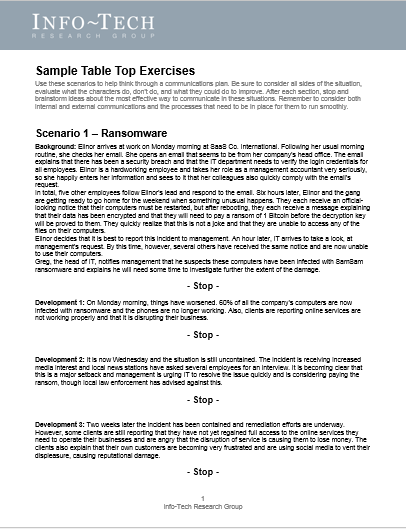 INFO~TECH
RESEARCH GROUP
Sample Table Top Exercises
Use these scenarios to help think through a communications plan. Be sure to consider all sides of the situation,
evaluate what the characters do, don't do, and what they could do to improve. After each section, stop and
brainstorm ideas about the most effective way to communicate in these situations. Remember to consider both
internal and external communications and the processes that need to be in place for them to run smoothly.
Scenario 1 – Ransomware
Background: Elinor arrives at work on Monday morning at SaaS Co. International. Following her usual morning
routine, she checks her email. She opens an email that seems to be from her company's head office. The email
explains that there has been a security breach and that the IT department needs to verify the login credentials for
all employees. Elinor is a hardworking employee and takes her role as a management accountant very seriously,
so she happily enters her information and sees to it that her colleagues also quickly comply with the email's
request.
In total, five other employees follow Elinor's lead and respond to the email. Six hours later, Elinor and the gang
are getting ready to go home for the weekend when something unusual happens. They each receive an official-
looking notice that their computers must be restarted, but after rebooting, they each receive a message explaining
that their data has been encrypted and that they will need to pay a ransom of 1 Bitcoin before the decryption key
will be proved to them. They quickly realize that this is not a joke and that they are unable to access any of the
files on their computers.
Elinor decides that it is best to report this incident to management. An hour later, IT arrives to take a look, at
management's request. By this time, however, several others have received the same notice and are now unable
to use their computers.
Greg, the head of IT, notifies management that he suspects these computers have been infected with SamSam
ransomware and explains he will need some time to investigate further the extent of the damage.
- Stop -
Development 1: On Monday morning, things have worsened. 60% of all the company's computers are now
infected with ransomware and the phones are no longer working. Also, clients are reporting online services are
not working properly and that it is disrupting their business.
- Stop -
Development 2: It is now Wednesday and the situation is still uncontained. The incident is receiving increased
media interest and local news stations have asked several employees for an interview. It is becoming clear that
this is a major setback and management is urging IT to resolve the issue quickly and is considering paying the
ransom, though local law enforcement has advised against this.
- Stop -
Development 3: Two weeks later the incident has been contained and remediation efforts are underway.
However, some clients are still reporting that they have not yet regained full access to the online services they
need to operate their businesses and are angry that the disruption of service is causing them to lose money. The
clients also explain that their own customers are becoming very frustrated and are using social media to vent their
displeasure, causing reputational damage.
- Stop -
1
Info-Tech Research Group